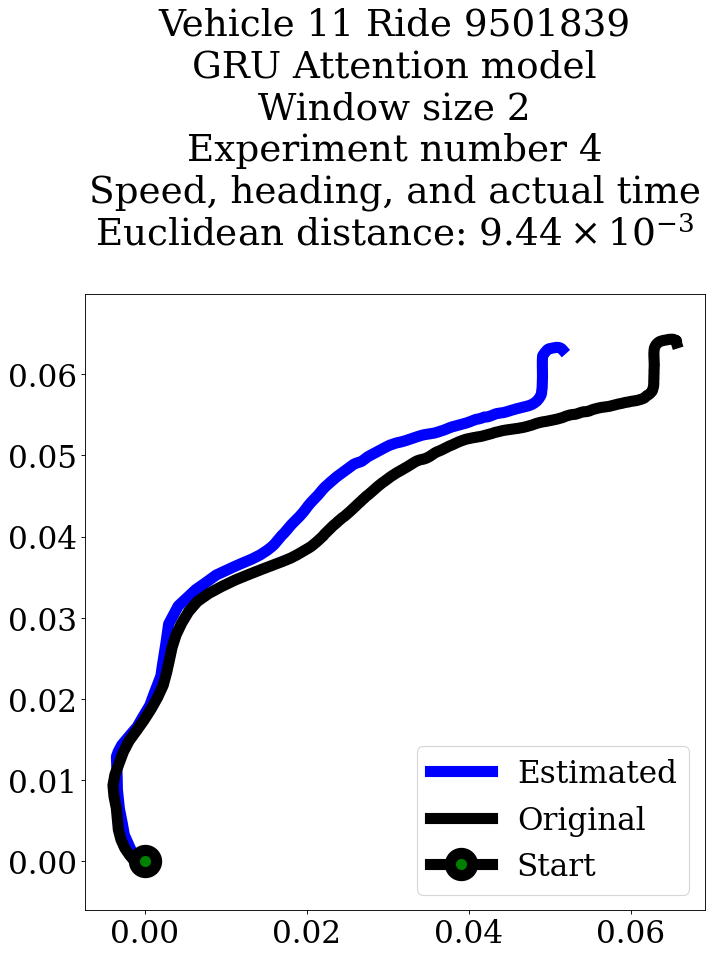 Vehicle 11 Ride 9501839
GRU Attention model
Window size 2
Experiment number 4
Speed, heading, and actual time
Euclidean distance: 9.44 × 10⁻³
0.06
0.05
0.04
0.03
0.02
0.01
0.00
Estimated
Original
Start
0.00 0.02 0.04 0.06